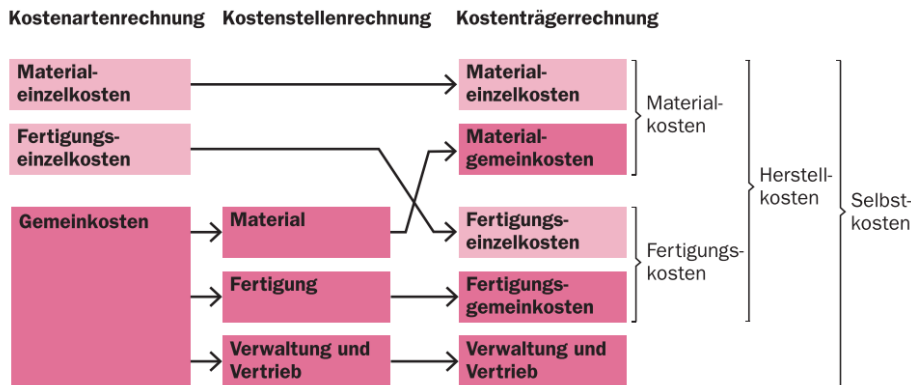 Kostenartenrechnung Kostenstellenrechnung Kostenträgerrechnung
Material-
einzelkosten
Material-
einzelkosten
Material-
kosten
Fertigungs-
einzelkosten
Material-
gemeinkosten
Herstell-
kosten
Selbst-
kosten
Gemeinkosten
Material
Fertigungs-
einzelkosten
Fertigungs-
kosten
Fertigung
Fertigungs-
gemeinkosten
Verwaltung und
Vertrieb
Verwaltung und
Vertrieb